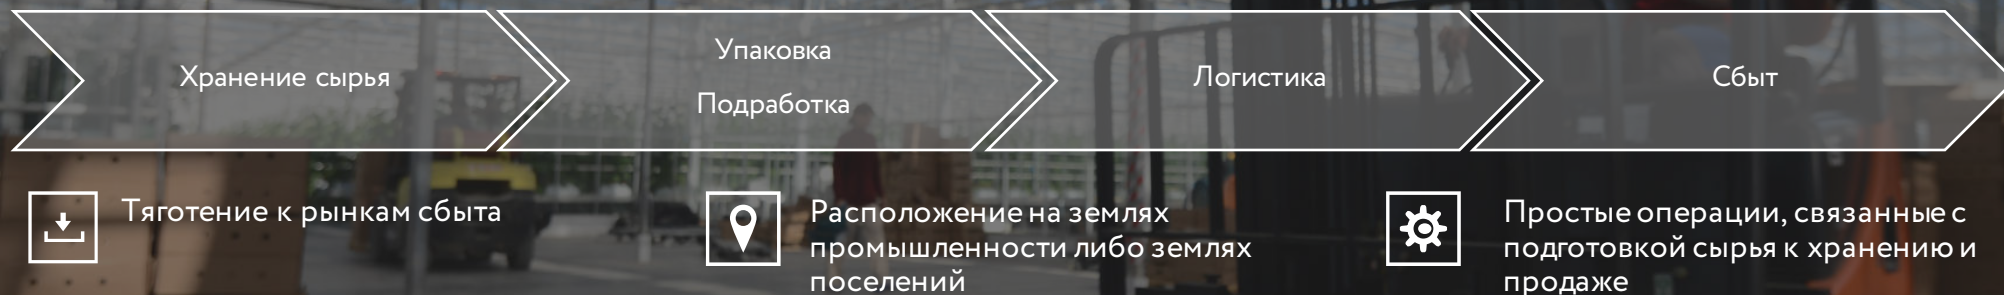 Хранение сырья
Упаковка
Подработка
Логистика
Сбыт
Тяготение к рынкам сбыта
Расположение на землях
промышленности либо землях
поселений
Простые операции, связанные с
подготовкой сырья к хранению и
продаже